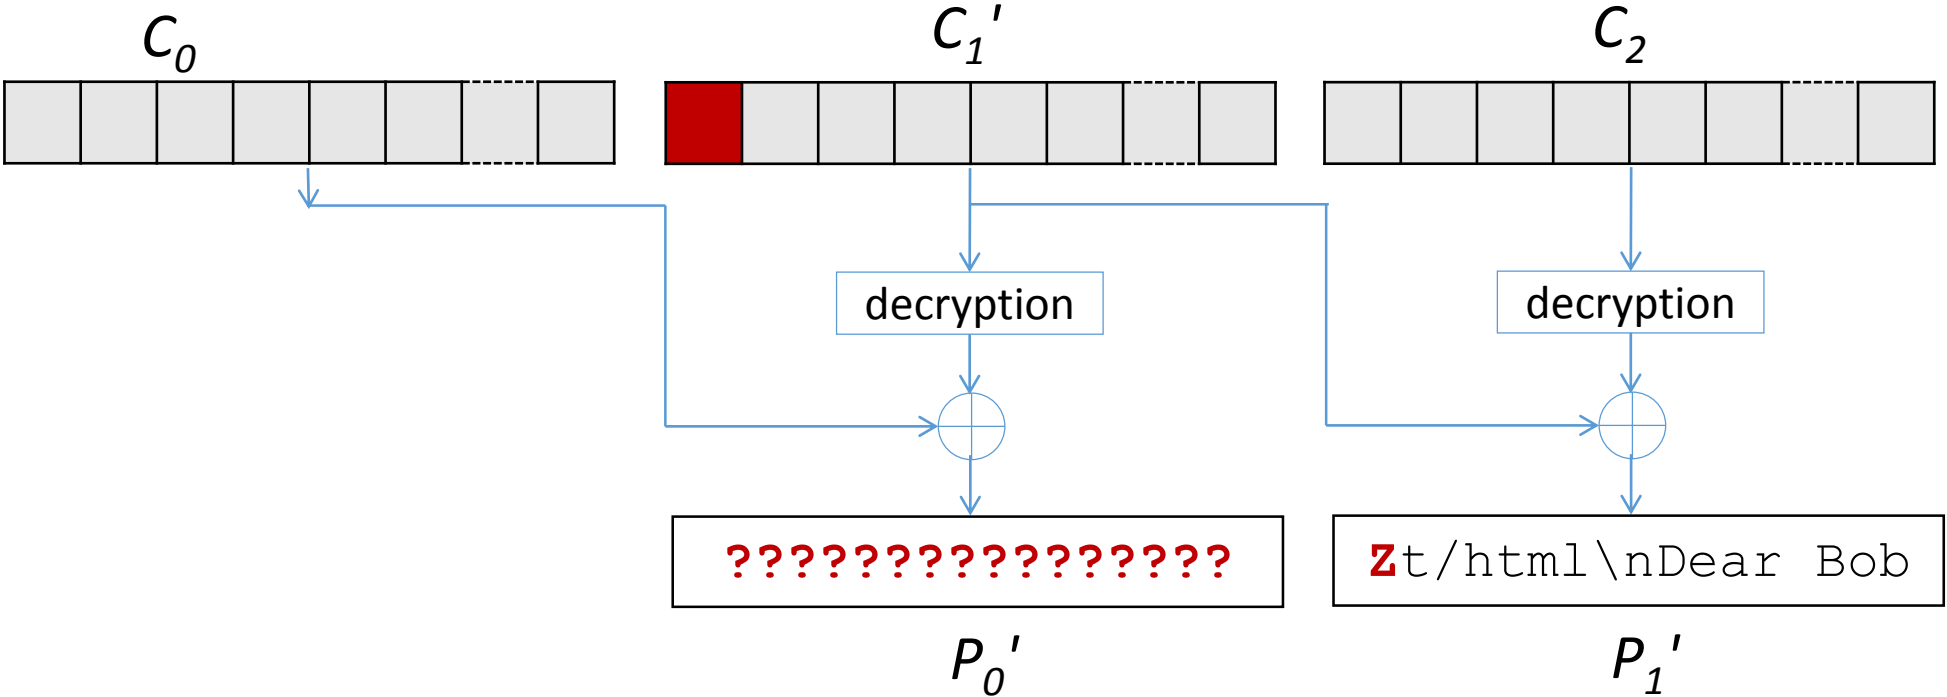 C₀ C₁' C₂
decryption decryption
???????????????? Zt/html\nDear Bob
P₀' P₁'